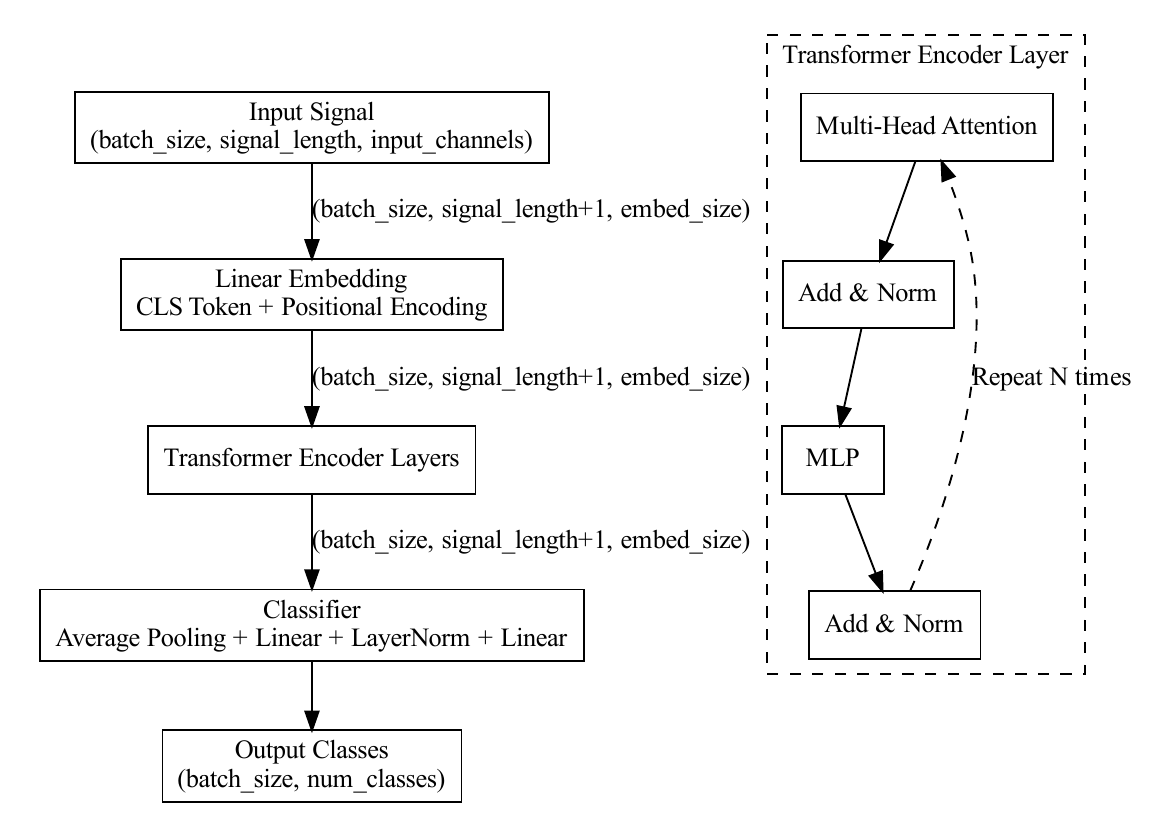 Input Signal
(batch_size, signal_length, input_channels)
(batch_size, signal_length+1, embed_size)
Linear Embedding
CLS Token + Positional Encoding
(batch_size, signal_length+1, embed_size)
Transformer Encoder Layers
(batch_size, signal_length+1, embed_size)
Classifier
Average Pooling + Linear + LayerNorm + Linear
Output Classes
(batch_size, num_classes)
Transformer Encoder Layer
Multi-Head Attention
Add & Norm
Repeat N times
MLP
Add & Norm